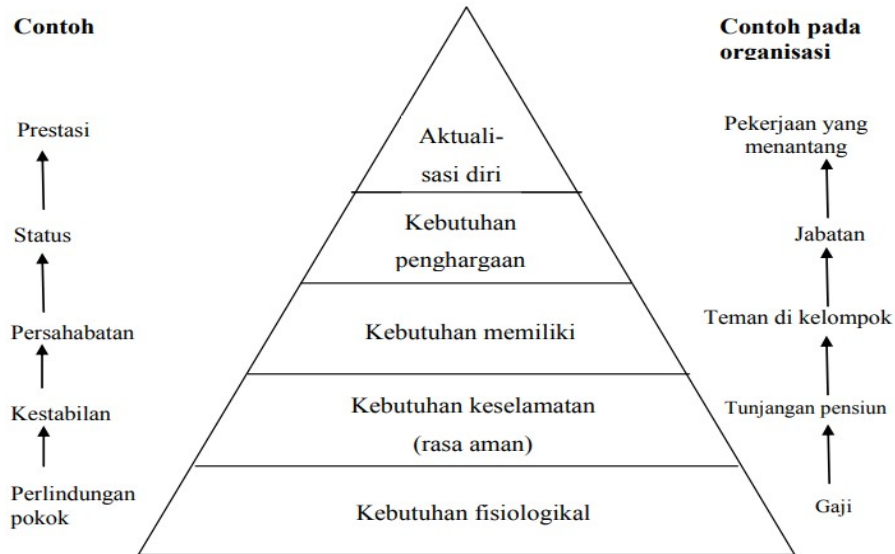 Contoh
Prestasi
Status
Persahabatan
Kestabilan
Perlindungan
pokok
Aktuali-
sasi diri
Kebutuhan
penghargaan
Kebutuhan memiliki
Kebutuhan keselamatan
(rasa aman)
Kebutuhan fisiologikal
Contoh pada
organisasi
Pekerjaan yang
menantang
Jabatan
Teman di kelompok
Tunjangan pensiun
Gaji